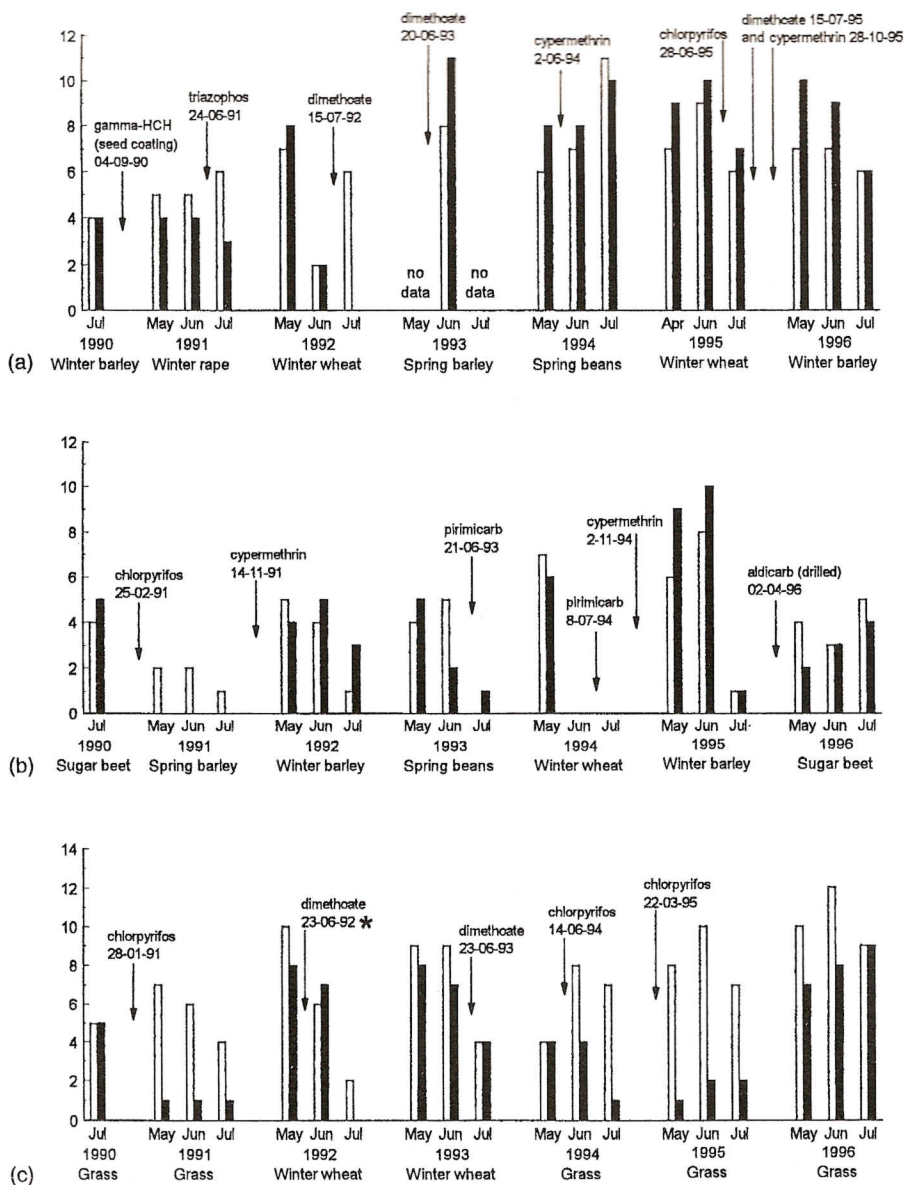 dimethoate
20-06-93
cypermethrin
2-06-94
chlorpyrifos
28-06-95
dimethoate 15-07-95
and cypermethrin 28-10-95
triazophos
24-06-91
dimethoate
15-07-92
gamma-HCH
(seed coating)
04-09-90
12
10
8
6
4
2
0
no
data
no
data
Jul May Jun Jul May Jun Jul May Jun Jul May Jun Jul Apr Jun Jul May Jun Jul
1990 1991 1992 1993 1994 1995 1996
(a) Winter barley Winter rape Winter wheat Spring barley Spring beans Winter wheat Winter barley
12
10
8
6
4
2
0
chlorpyrifos
25-02-91
cypermethrin
14-11-91
pirimicarb
21-06-93
pirimicarb
8-07-94
cypermethrin
2-11-94
aldicarb (drilled)
02-04-96
Jul May Jun Jul May Jun Jul May Jun Jul May Jun Jul May Jun Jul· May Jun Jul
1990 1991 1992 1993 1994 1995 1996
(b) Sugar beet Spring barley Winter barley Spring beans Winter wheat Winter barley Sugar beet
14
12
10
8
6
4
2
0
chlorpyrifos
28-01-91
dimethoate
23-06-92 *
dimethoate
23-06-93
chlorpyrifos
14-06-94
chlorpyrifos
22-03-95
Jul May Jun Jul May Jun Jul May Jun Jul May Jun Jul May Jun Jul May Jun Jul
1990 1991 1992 1993 1994 1995 1996
(c) Grass Grass Winter wheat Winter wheat Grass Grass Grass